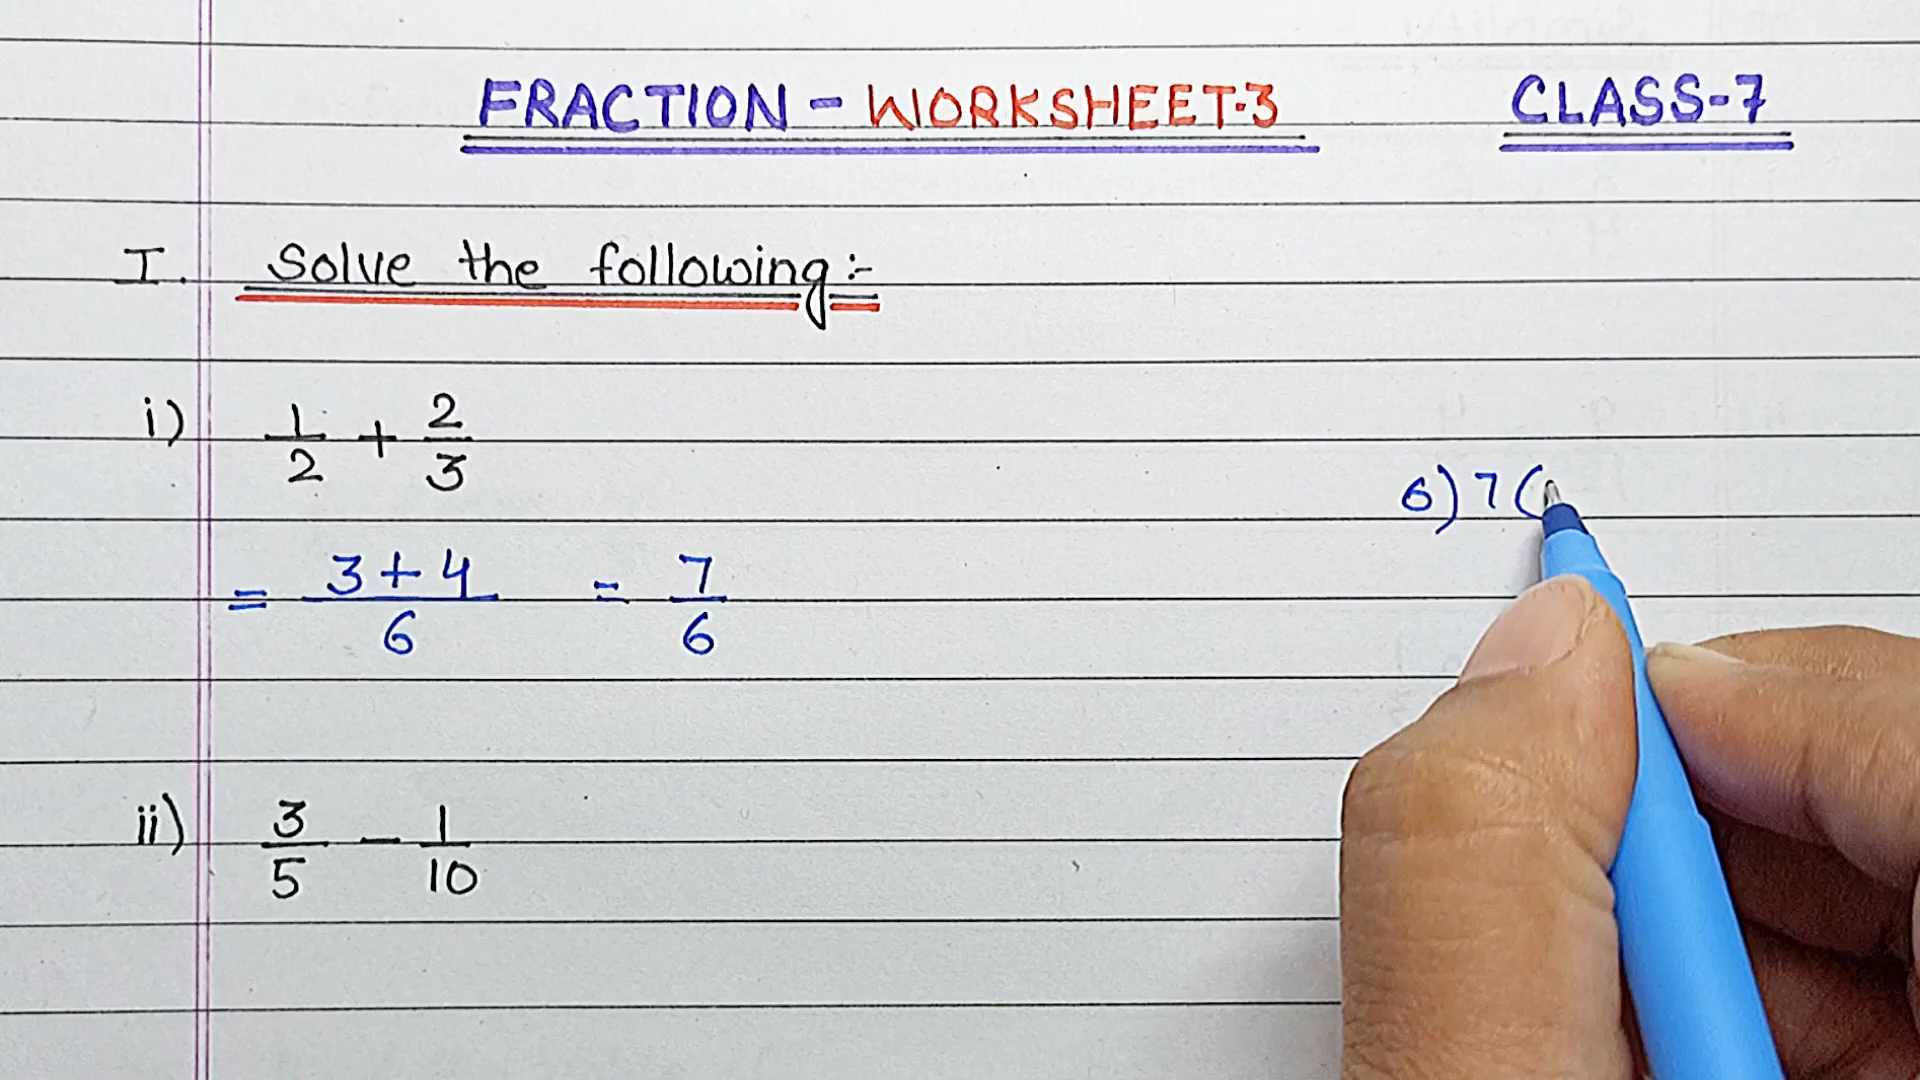 FRACTION - WORKSHEET-3 CLASS-7
I. Solve the following:-
i) 1/2 + 2/3
6) 7 (
= 3+4/6 = 7/6
ii) 3/5 - 1/10